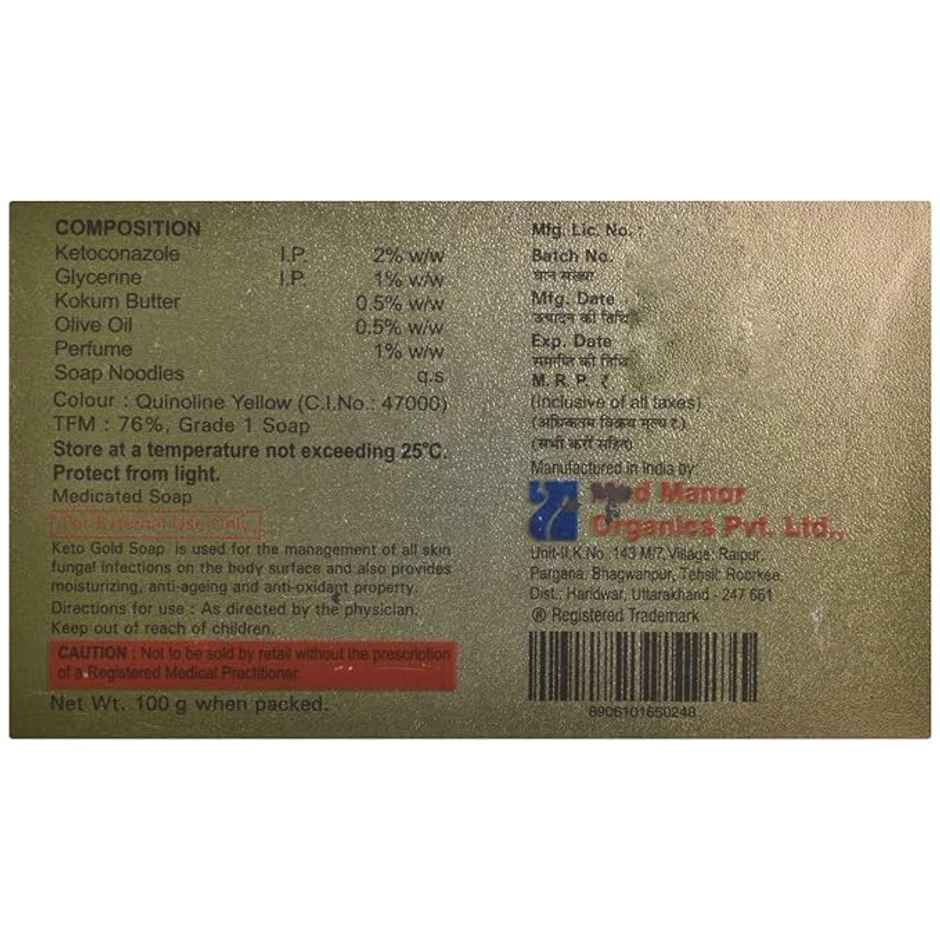 COMPOSITION
Ketoconazole I.P. 2% w/w
Glycerine I.P. 1% w/w
Kokum Butter 0.5% w/w
Olive Oil 0.5% w/w
Perfume 1% w/w
Soap Noodles q.s
Colour : Quinoline Yellow (C.I.No.: 47000)
TFM : 76%, Grade 1 Soap
Store at a temperature not exceeding 25°C.
Protect from light.
Medicated Soap
For External Use Only
Keto Gold Soap is used for the management of all skin
fungal infections on the body surface and also provides
moisturizing, anti-ageing and anti-oxidant property.
Directions for use : As directed by the physician.
Keep out of reach of children.
CAUTION : Not to be sold by retail without the prescription
of a Registered Medical Practitioner.
Net Wt. 100 g when packed.
Mfg. Lic. No. :
Batch No.
घान संख्या
Mfg. Date
उत्पादन की तिथि
Exp. Date
समाप्ति की तिथि
M. R. P. ₹
(Inclusive of all taxes)
(अधिकतम विक्रय मूल्य ₹)
(सभी करों सहित)
Manufactured in India by:
Med Manor
Organics Pvt. Ltd.,
Unit-II.K.No. 143 M/7, Village: Raipur,
Pargana, Bhagwanpur, Tehsil: Roorkee,
Dist.: Haridwar, Uttarakhand - 247 661
® Registered Trademark
8906101650248